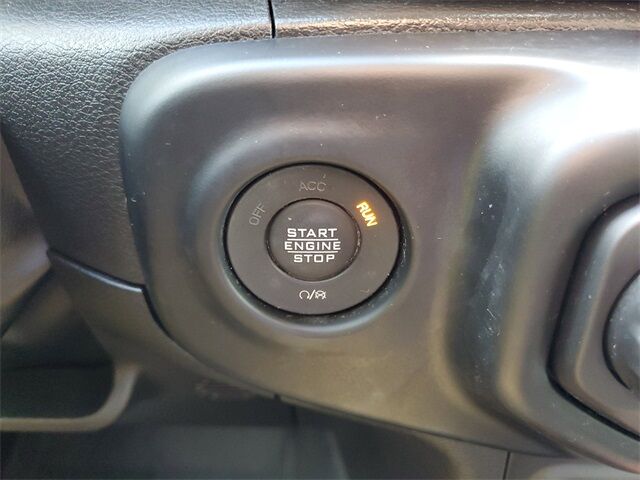 ACC
OFF
RUN
START
ENGINE
STOP